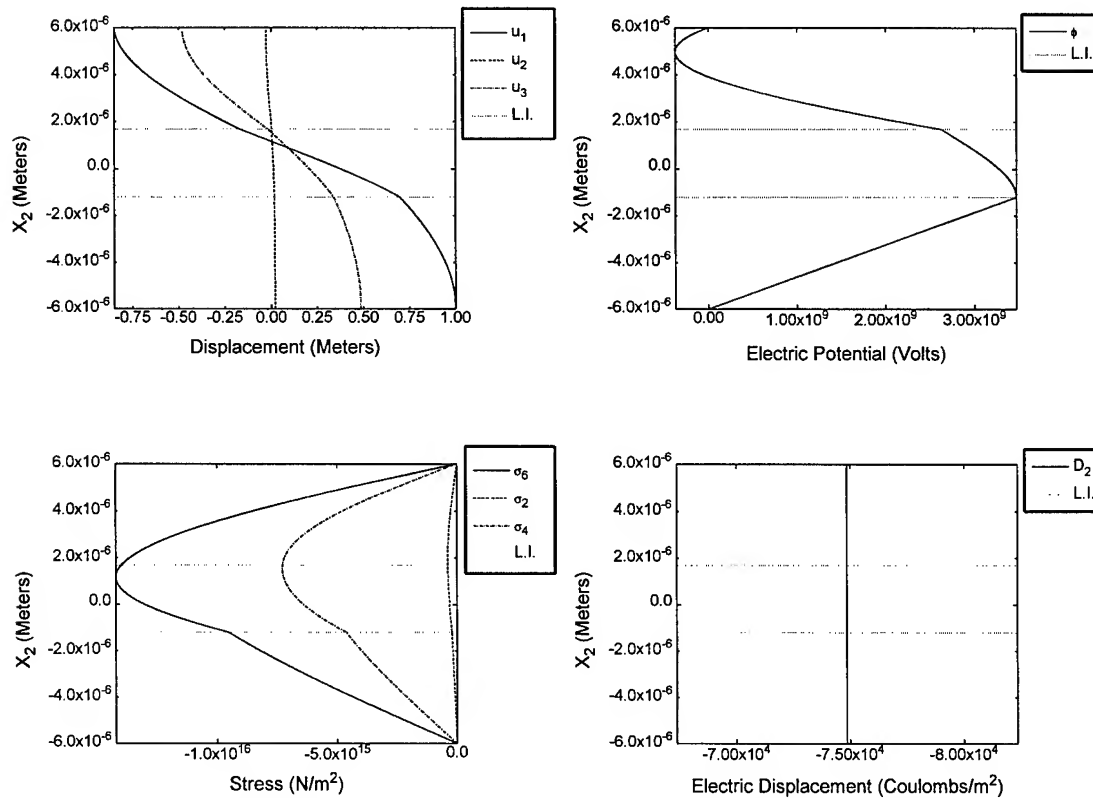 6.0x10⁻⁶
4.0x10⁻⁶
2.0x10⁻⁶
0.0
-2.0x10⁻⁶
-4.0x10⁻⁶
-6.0x10⁻⁶
X₂ (Meters)
-0.75 -0.50 -0.25 0.00 0.25 0.50 0.75 1.00
Displacement (Meters)
u₁
u₂
u₃
L.I.
6.0x10⁻⁶
4.0x10⁻⁶
2.0x10⁻⁶
0.0
-2.0x10⁻⁶
-4.0x10⁻⁶
-6.0x10⁻⁶
X₂ (Meters)
0.00 1.00x10⁹ 2.00x10⁹ 3.00x10⁹
Electric Potential (Volts)
ϕ
L.I.
6.0x10⁻⁶
4.0x10⁻⁶
2.0x10⁻⁶
0.0
-2.0x10⁻⁶
-4.0x10⁻⁶
-6.0x10⁻⁶
X₂ (Meters)
-1.0x10¹⁶ -5.0x10¹⁵ 0.0
Stress (N/m²)
σ₆
σ₂
σ₄
L.I.
6.0x10⁻⁶
4.0x10⁻⁶
2.0x10⁻⁶
0.0
-2.0x10⁻⁶
-4.0x10⁻⁶
-6.0x10⁻⁶
X₂ (Meters)
-7.00x10⁴ -7.50x10⁴ -8.00x10⁴
Electric Displacement (Coulombs/m²)
D₂
L.I.